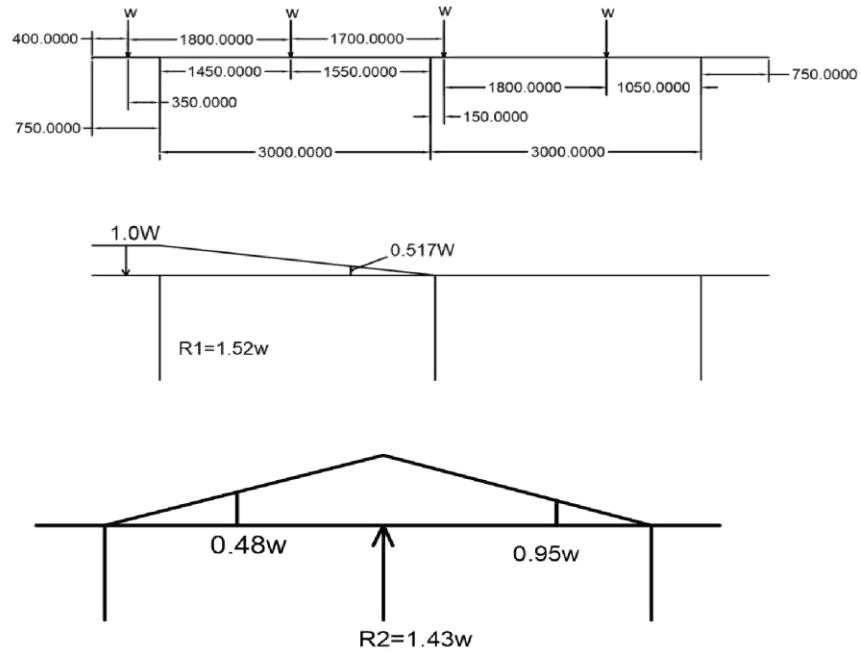 w w w w
400.0000 1800.0000 1700.0000
1450.0000 1550.0000 750.0000
1800.0000 1050.0000
350.0000 150.0000
750.0000
3000.0000 3000.0000
1.0W
0.517W
R1=1.52w
0.48w 0.95w
R2=1.43w